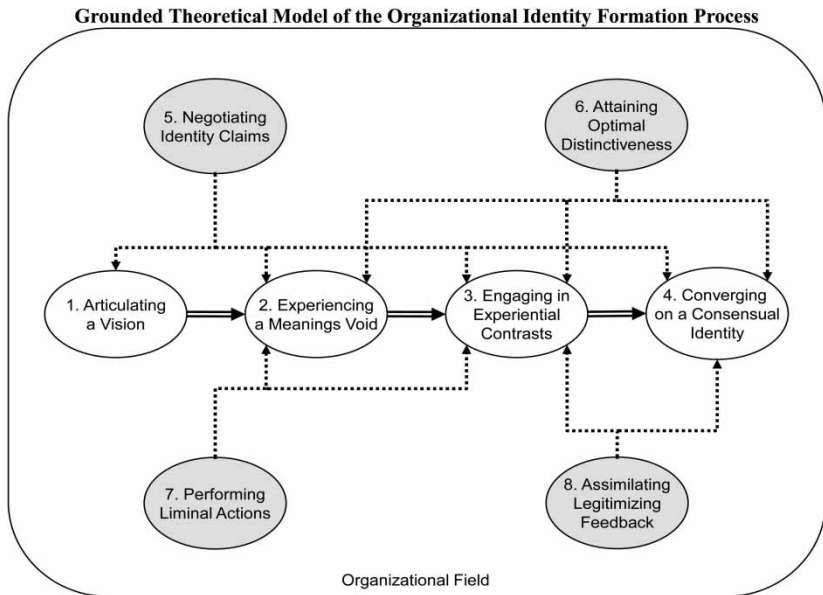 Grounded Theoretical Model of the Organizational Identity Formation Process
5. Negotiating
Identity Claims
6. Attaining
Optimal
Distinctiveness
1. Articulating
a Vision
2. Experiencing
a Meanings Void
3. Engaging in
Experiential
Contrasts
4. Converging
on a Consensual
Identity
7. Performing
Liminal Actions
8. Assimilating
Legitimizing
Feedback
Organizational Field